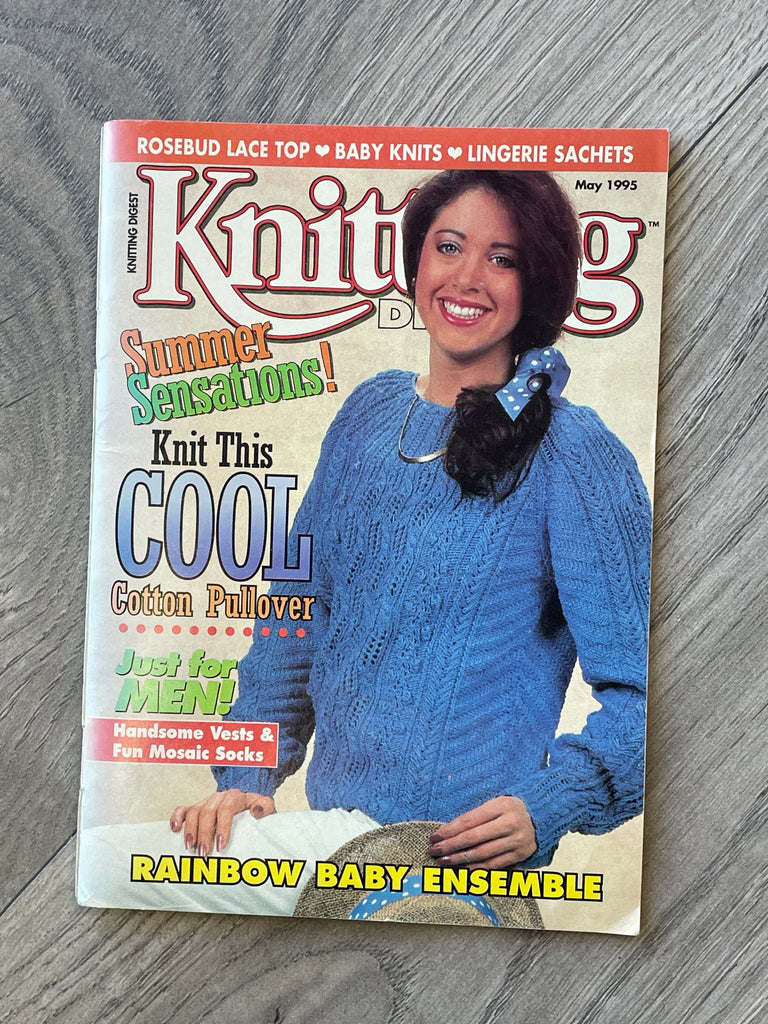 ROSEBUD LACE TOP ♥ BABY KNITS ♥ LINGERIE SACHETS
May 1995
KNITTING DIGEST
Knitting™
Summer
Sensations!
Knit This
COOL
Cotton Pullover
Just for
MEN!
Handsome Vests &
Fun Mosaic Socks
RAINBOW BABY ENSEMBLE